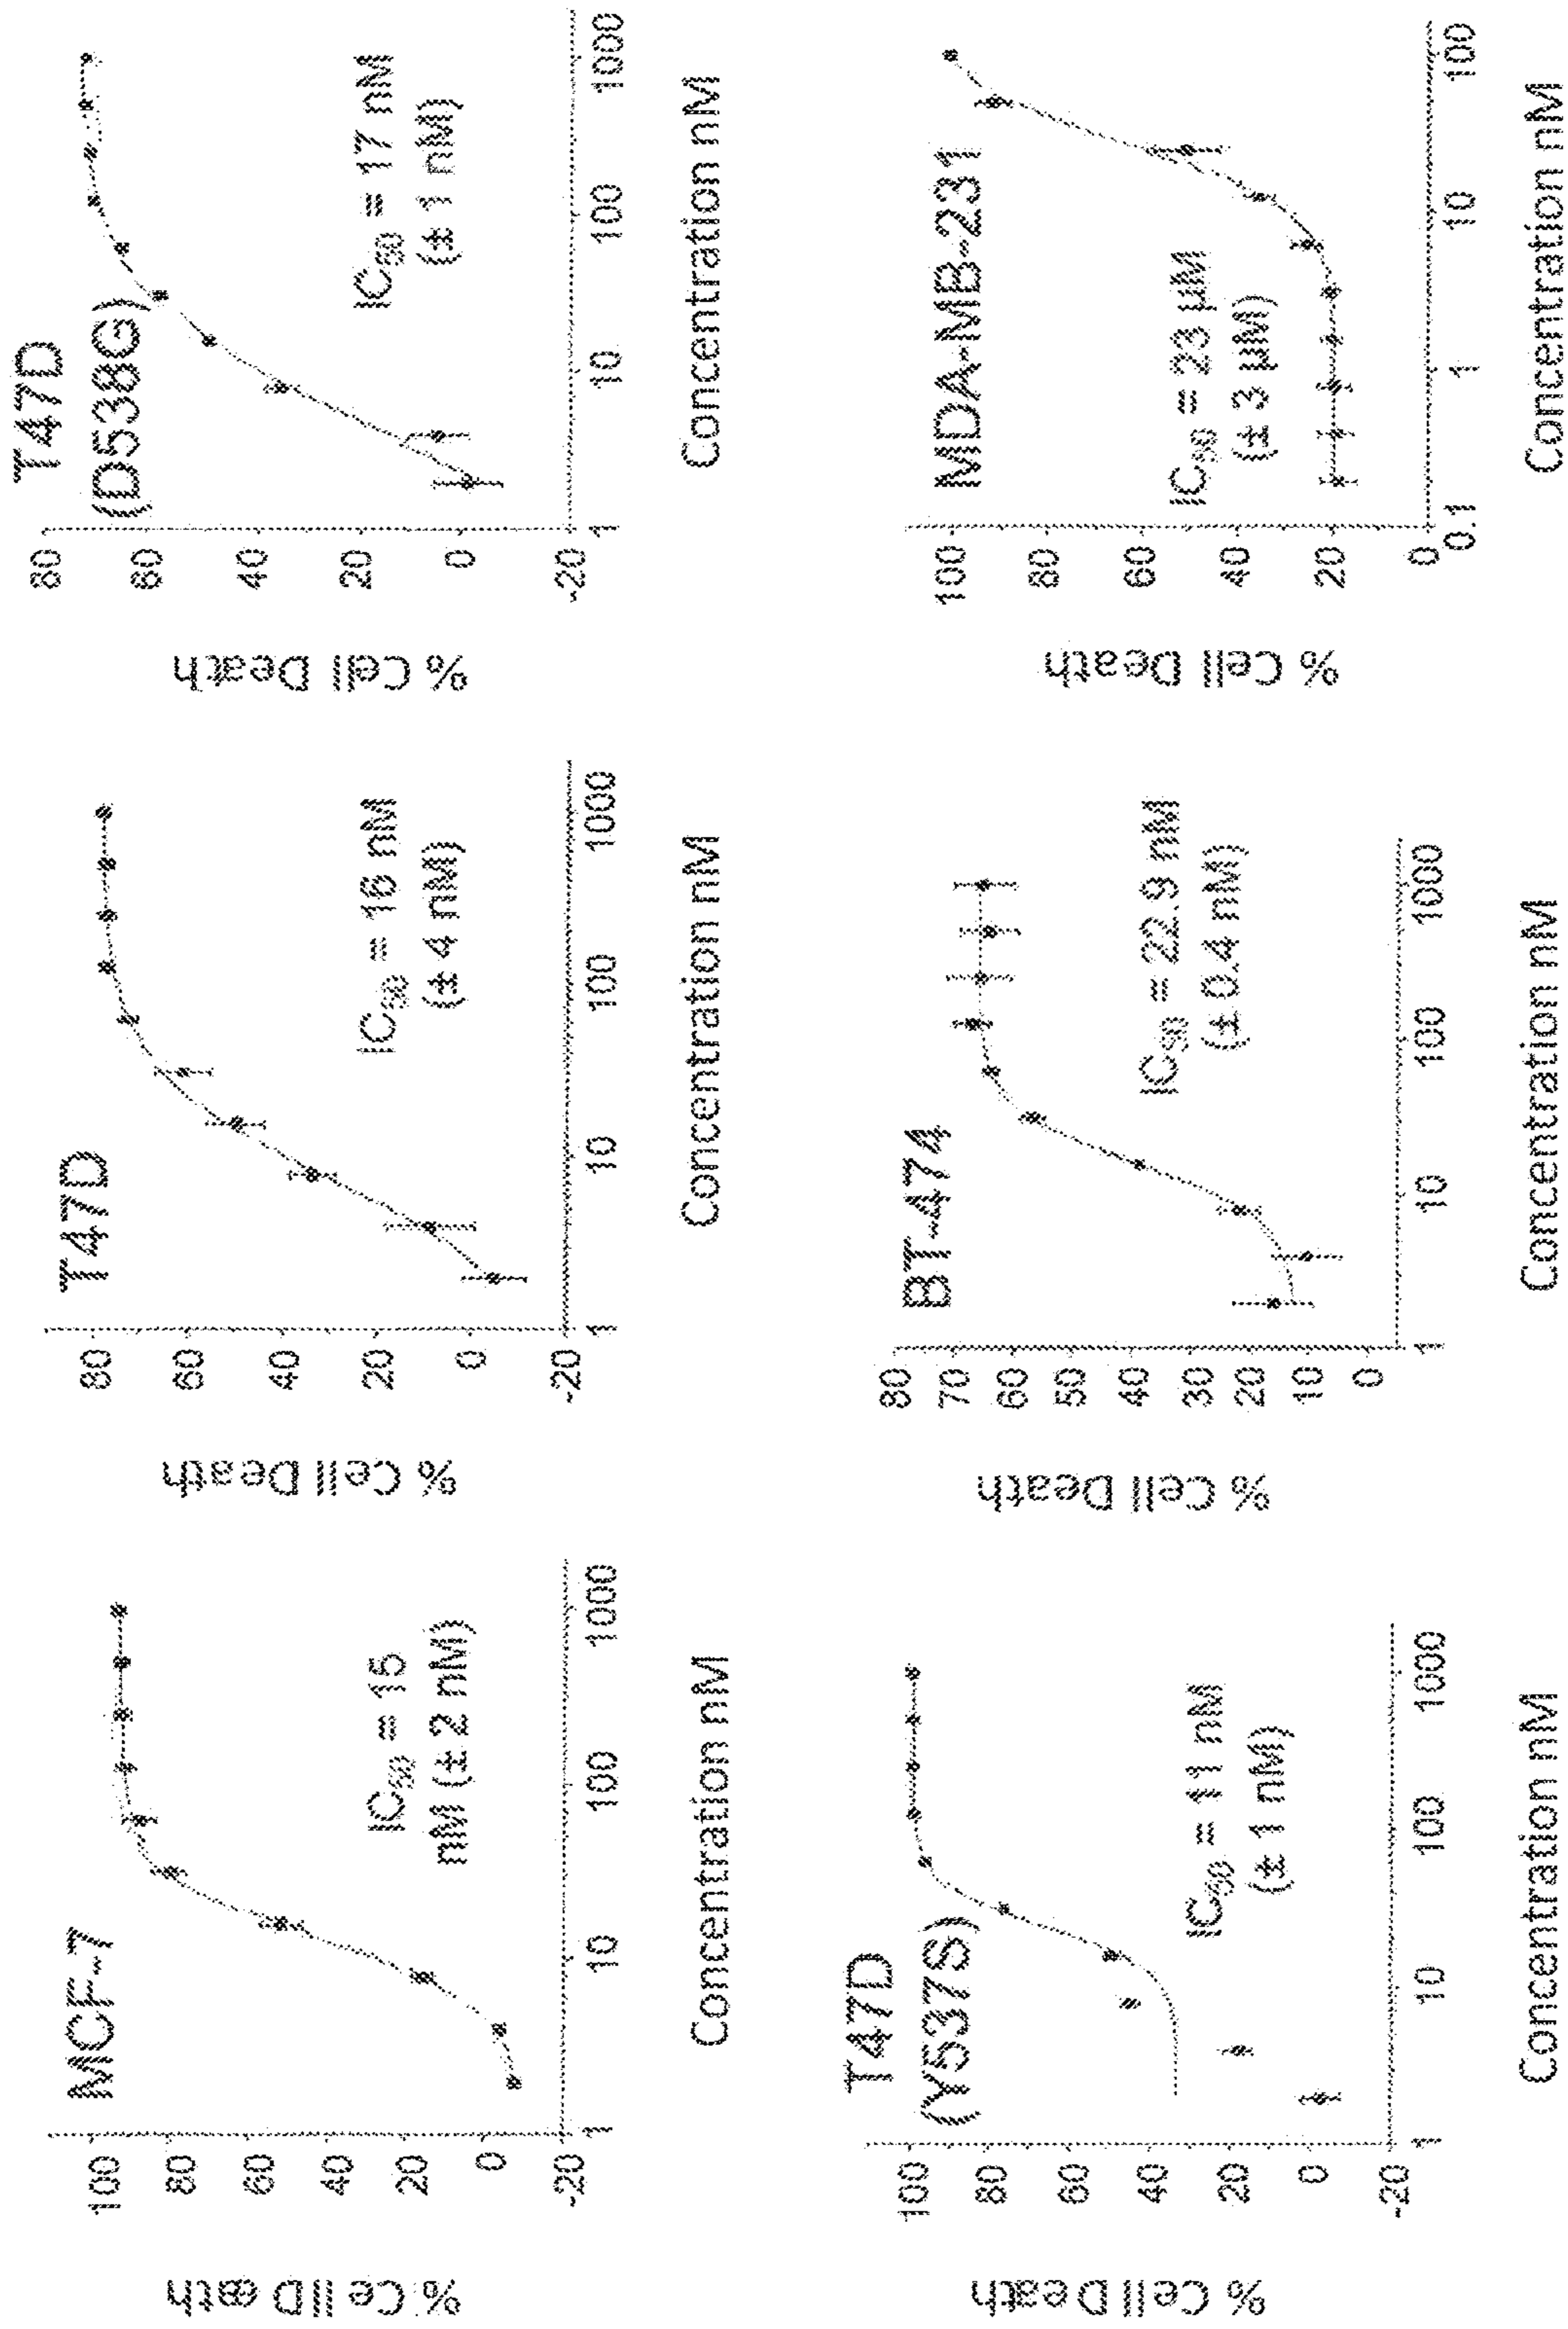 MCF-7
% Cell Death
100
80
60
40
20
0
-20
IC₅₀ = 15
nM (± 2 nM)
1 10 100 1000
Concentration nM
T47D
% Cell Death
80
60
40
20
0
-20
IC₅₀ = 16 nM
(± 4 nM)
1 10 100 1000
Concentration nM
T47D
(D538G)
% Cell Death
80
60
40
20
0
-20
IC₅₀ = 17 nM
(± 1 nM)
1 10 100 1000
Concentration nM
T47D
(Y537S)
% Cell Death
100
80
60
40
20
0
-20
IC₅₀ = 11 nM
(± 1 nM)
1 10 100 1000
Concentration nM
BT-474
% Cell Death
80
70
60
50
40
30
20
10
0
IC₅₀ = 22.9 nM
(± 0.4 nM)
1 10 100 1000
Concentration nM
MDA-MB-231
% Cell Death
100
80
60
40
20
0
IC₅₀ = 23 µM
(± 3 µM)
0.1 1 10 100
Concentration nM